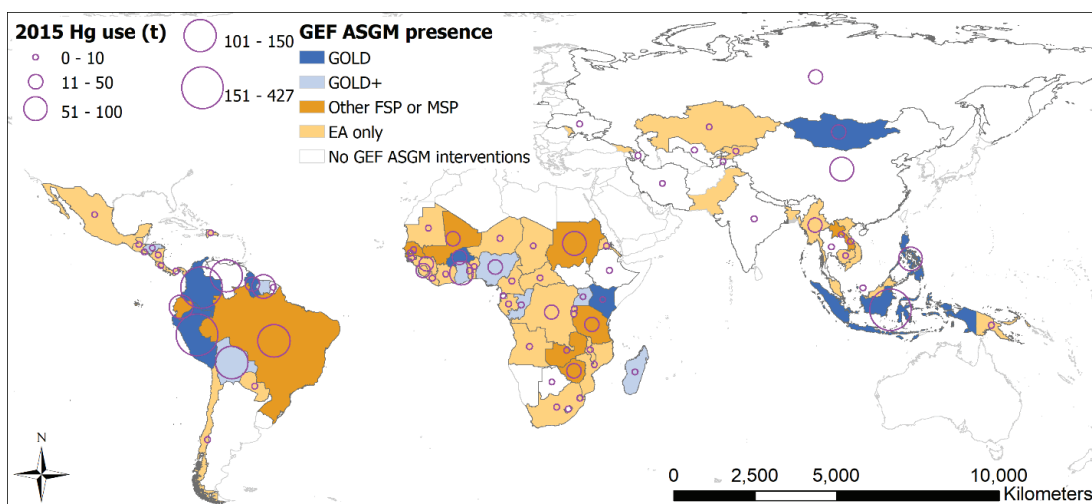 2015 Hg use (t)
0 - 10
11 - 50
51 - 100
101 - 150
151 - 427
GEF ASGM presence
GOLD
GOLD+
Other FSP or MSP
EA only
No GEF ASGM interventions
N
0 2,500 5,000 10,000
Kilometers